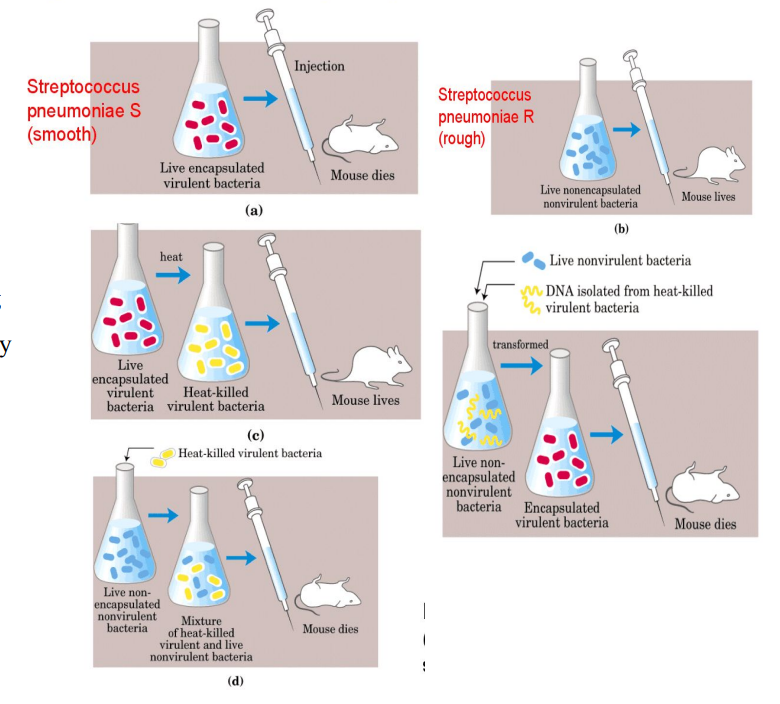 Streptococcus
pneumoniae S
(smooth)
Injection
Live encapsulated
virulent bacteria
Mouse dies
(a)
Streptococcus
pneumoniae R
(rough)
Live nonencapsulated
nonvirulent bacteria
Mouse lives
(b)
heat
Live
encapsulated
virulent
bacteria
Heat-killed
virulent bacteria
Mouse lives
(c)
y
Heat-killed virulent bacteria
Live non-
encapsulated
nonvirulent
bacteria
Mixture
of heat-killed
virulent and live
nonvirulent bacteria
Mouse dies
(d)
Live nonvirulent bacteria
DNA isolated from heat-killed
virulent bacteria
transformed
Live non-
encapsulated
nonvirulent
bacteria
Encapsulated
virulent bacteria
Mouse dies